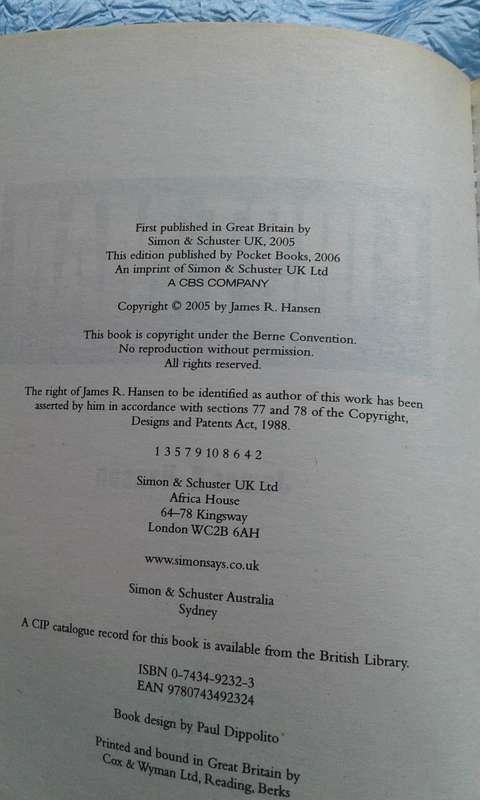 First published in Great Britain by
Simon & Schuster UK, 2005
This edition published by Pocket Books, 2006
An imprint of Simon & Schuster UK Ltd
A CBS COMPANY
Copyright © 2005 by James R. Hansen
This book is copyright under the Berne Convention.
No reproduction without permission.
All rights reserved.
The right of James R. Hansen to be identified as author of this work has been
asserted by him in accordance with sections 77 and 78 of the Copyright,
Designs and Patents Act, 1988.
1 3 5 7 9 10 8 6 4 2
Simon & Schuster UK Ltd
Africa House
64–78 Kingsway
London WC2B 6AH
www.simonsays.co.uk
Simon & Schuster Australia
Sydney
A CIP catalogue record for this book is available from the British Library.
ISBN 0-7434-9232-3
EAN 9780743492324
Book design by Paul Dippolito
Printed and bound in Great Britain by
Cox & Wyman Ltd, Reading, Berks